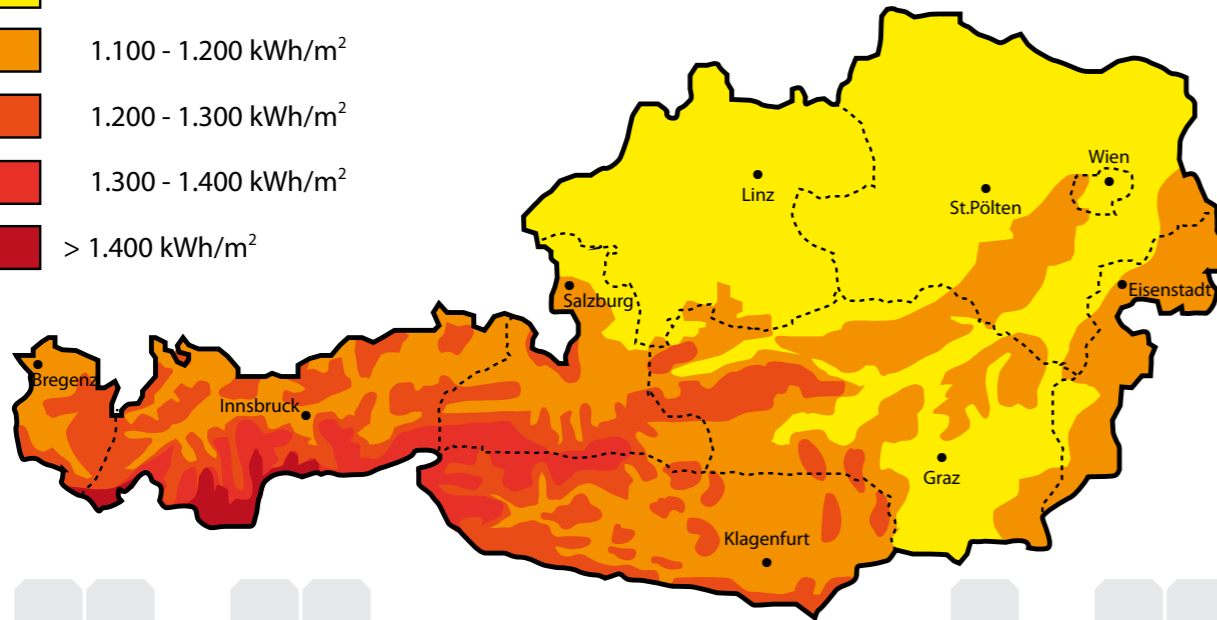 1.100 - 1.200 kWh/m²
1.200 - 1.300 kWh/m²
1.300 - 1.400 kWh/m²
> 1.400 kWh/m²
Wien
Linz
St.Pölten
Salzburg
Eisenstadt
Bregenz
Innsbruck
Graz
Klagenfurt